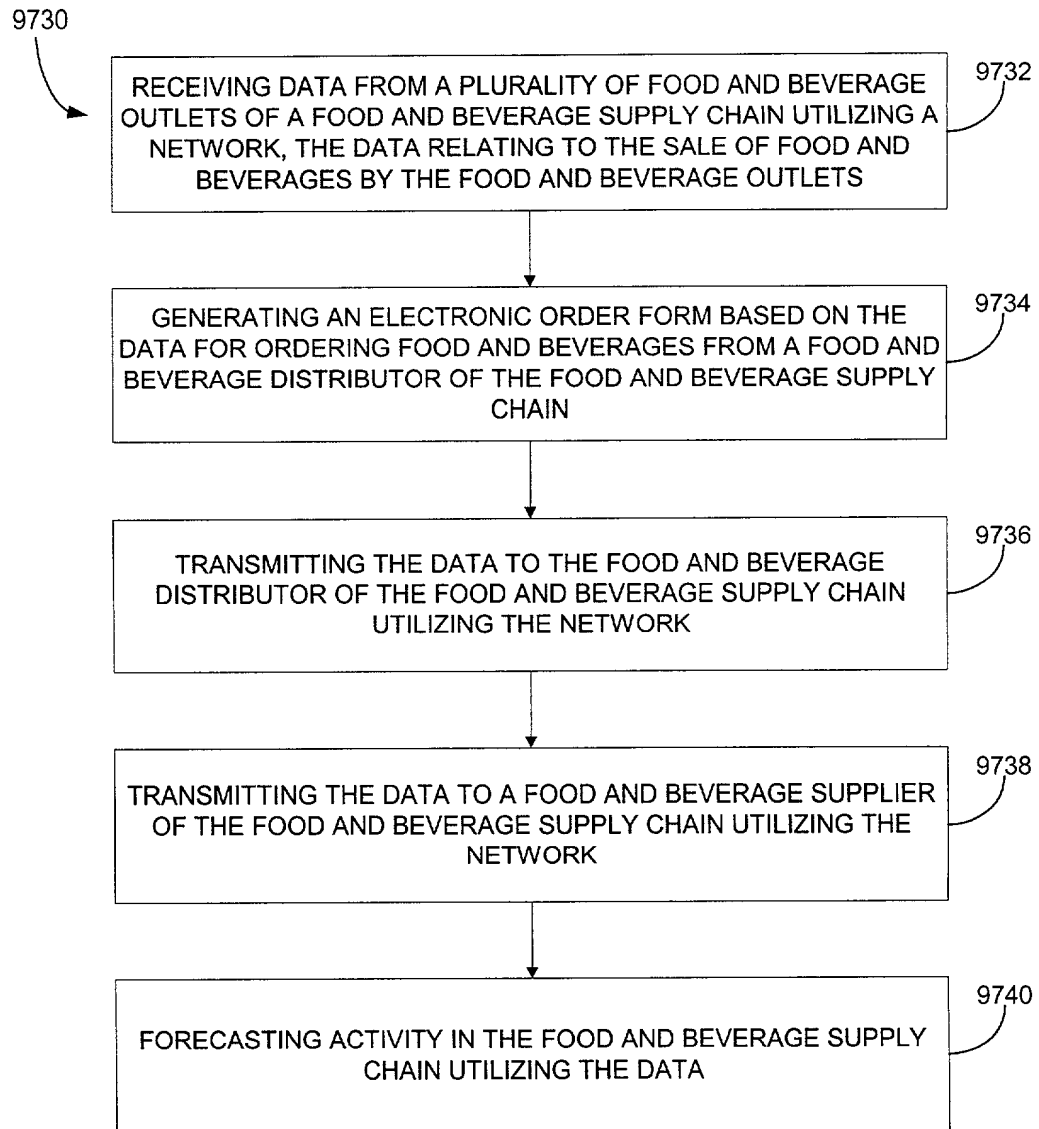 9730
RECEIVING DATA FROM A PLURALITY OF FOOD AND BEVERAGE
OUTLETS OF A FOOD AND BEVERAGE SUPPLY CHAIN UTILIZING A
NETWORK, THE DATA RELATING TO THE SALE OF FOOD AND
BEVERAGES BY THE FOOD AND BEVERAGE OUTLETS
9732
GENERATING AN ELECTRONIC ORDER FORM BASED ON THE
DATA FOR ORDERING FOOD AND BEVERAGES FROM A FOOD AND
BEVERAGE DISTRIBUTOR OF THE FOOD AND BEVERAGE SUPPLY
CHAIN
9734
TRANSMITTING THE DATA TO THE FOOD AND BEVERAGE
DISTRIBUTOR OF THE FOOD AND BEVERAGE SUPPLY CHAIN
UTILIZING THE NETWORK
9736
TRANSMITTING THE DATA TO A FOOD AND BEVERAGE SUPPLIER
OF THE FOOD AND BEVERAGE SUPPLY CHAIN UTILIZING THE
NETWORK
9738
FORECASTING ACTIVITY IN THE FOOD AND BEVERAGE SUPPLY
CHAIN UTILIZING THE DATA
9740